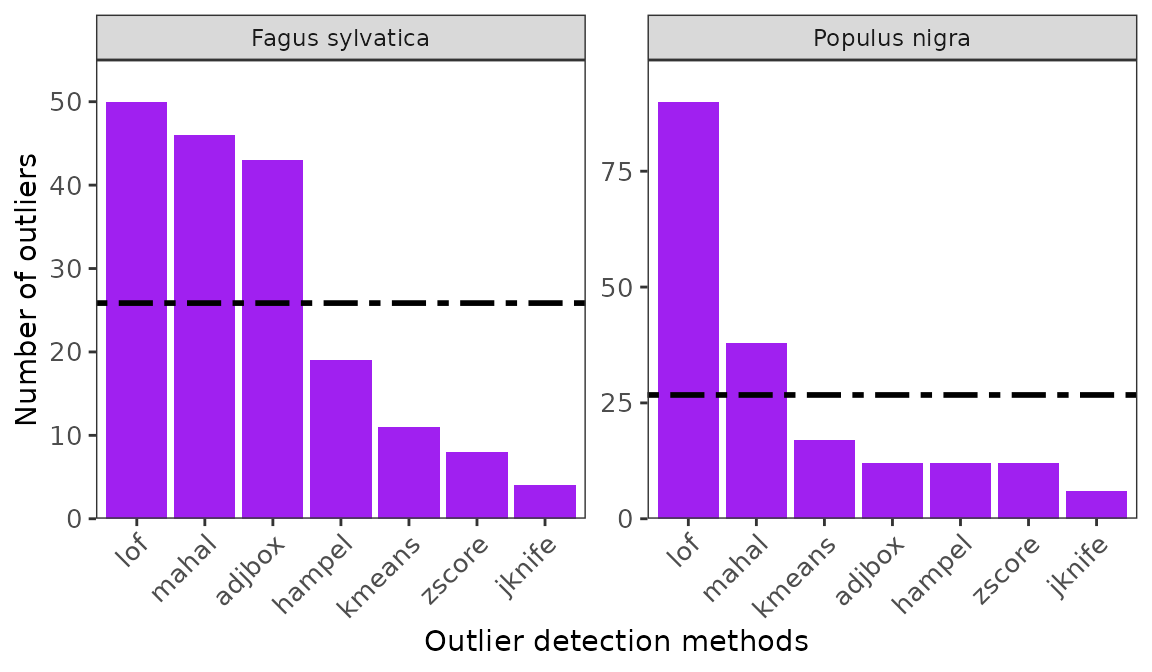 Fagus sylvatica
Populus nigra
Number of outliers
50
40
30
20
10
0
75
50
25
0
lof
mahal
adjbox
hampel
kmeans
zscore
jknife
lof
mahal
kmeans
adjbox
hampel
zscore
jknife
Outlier detection methods